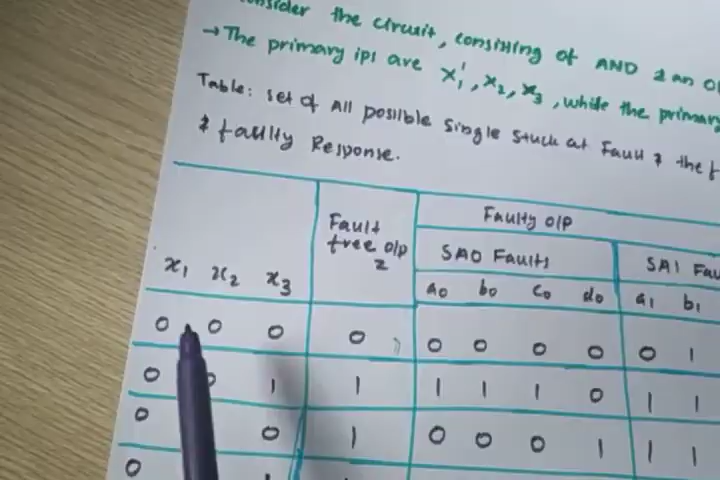 consider the circuit, consisting of AND & an
→ The primary ips are x₁', x₂, x₃, while the primary
Table: Set of All possible Single Stuck at Fault & the
& faulty Response.
x₁ x₂ x₃ Fault free o/p z Faulty o/p
SA0 Faults SA1
a₀ b₀ c₀ d₀ a₁ b₁
0 0 0 0 0 0 0 0 0 1
0 0 1 1 1 1 1 0 1 1
0 0 1 0 0 0 1 1 1
0